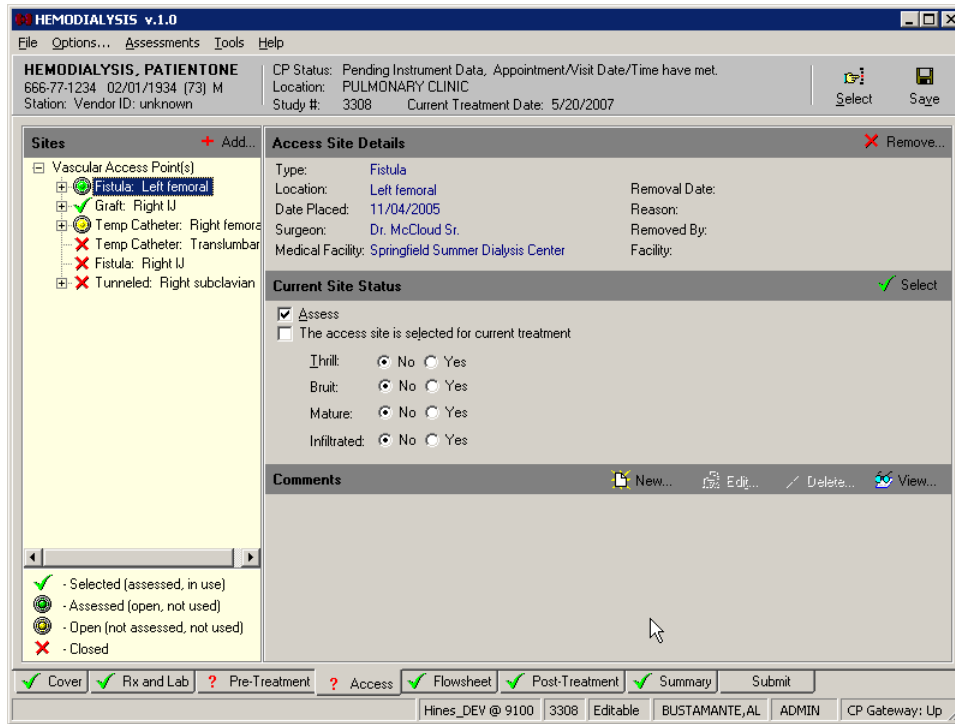 HEMODIALYSIS v.1.0
File Options... Assessments Tools Help
HEMODIALYSIS, PATIENTONE
666-77-1234 02/01/1934 (73) M
Station: Vendor ID: unknown
CP Status: Pending Instrument Data, Appointment/Visit Date/Time have met.
Location: PULMONARY CLINIC
Study #: 3308 Current Treatment Date: 5/20/2007
Select Save
Sites Add...
Vascular Access Point(s)
Fistula: Left femoral
Graft: Right IJ
Temp Catheter: Right femora
Temp Catheter: Translumbar
Fistula: Right IJ
Tunneled: Right subclavian
- Selected (assessed, in use)
- Assessed (open, not used)
- Open (not assessed, not used)
- Closed
Access Site Details Remove...
Type: Fistula
Location: Left femoral Removal Date:
Date Placed: 11/04/2005 Reason:
Surgeon: Dr. McCloud Sr. Removed By:
Medical Facility: Springfield Summer Dialysis Center Facility:
Current Site Status Select
Assess
The access site is selected for current treatment
Thrill: No Yes
Bruit: No Yes
Mature: No Yes
Infiltrated: No Yes
Comments New... Edit... Delete... View...
Cover Rx and Lab ? Pre-Treatment ? Access Flowsheet Post-Treatment Summary Submit
Hines_DEV @ 9100 3308 Editable BUSTAMANTE,AL ADMIN CP Gateway: Up